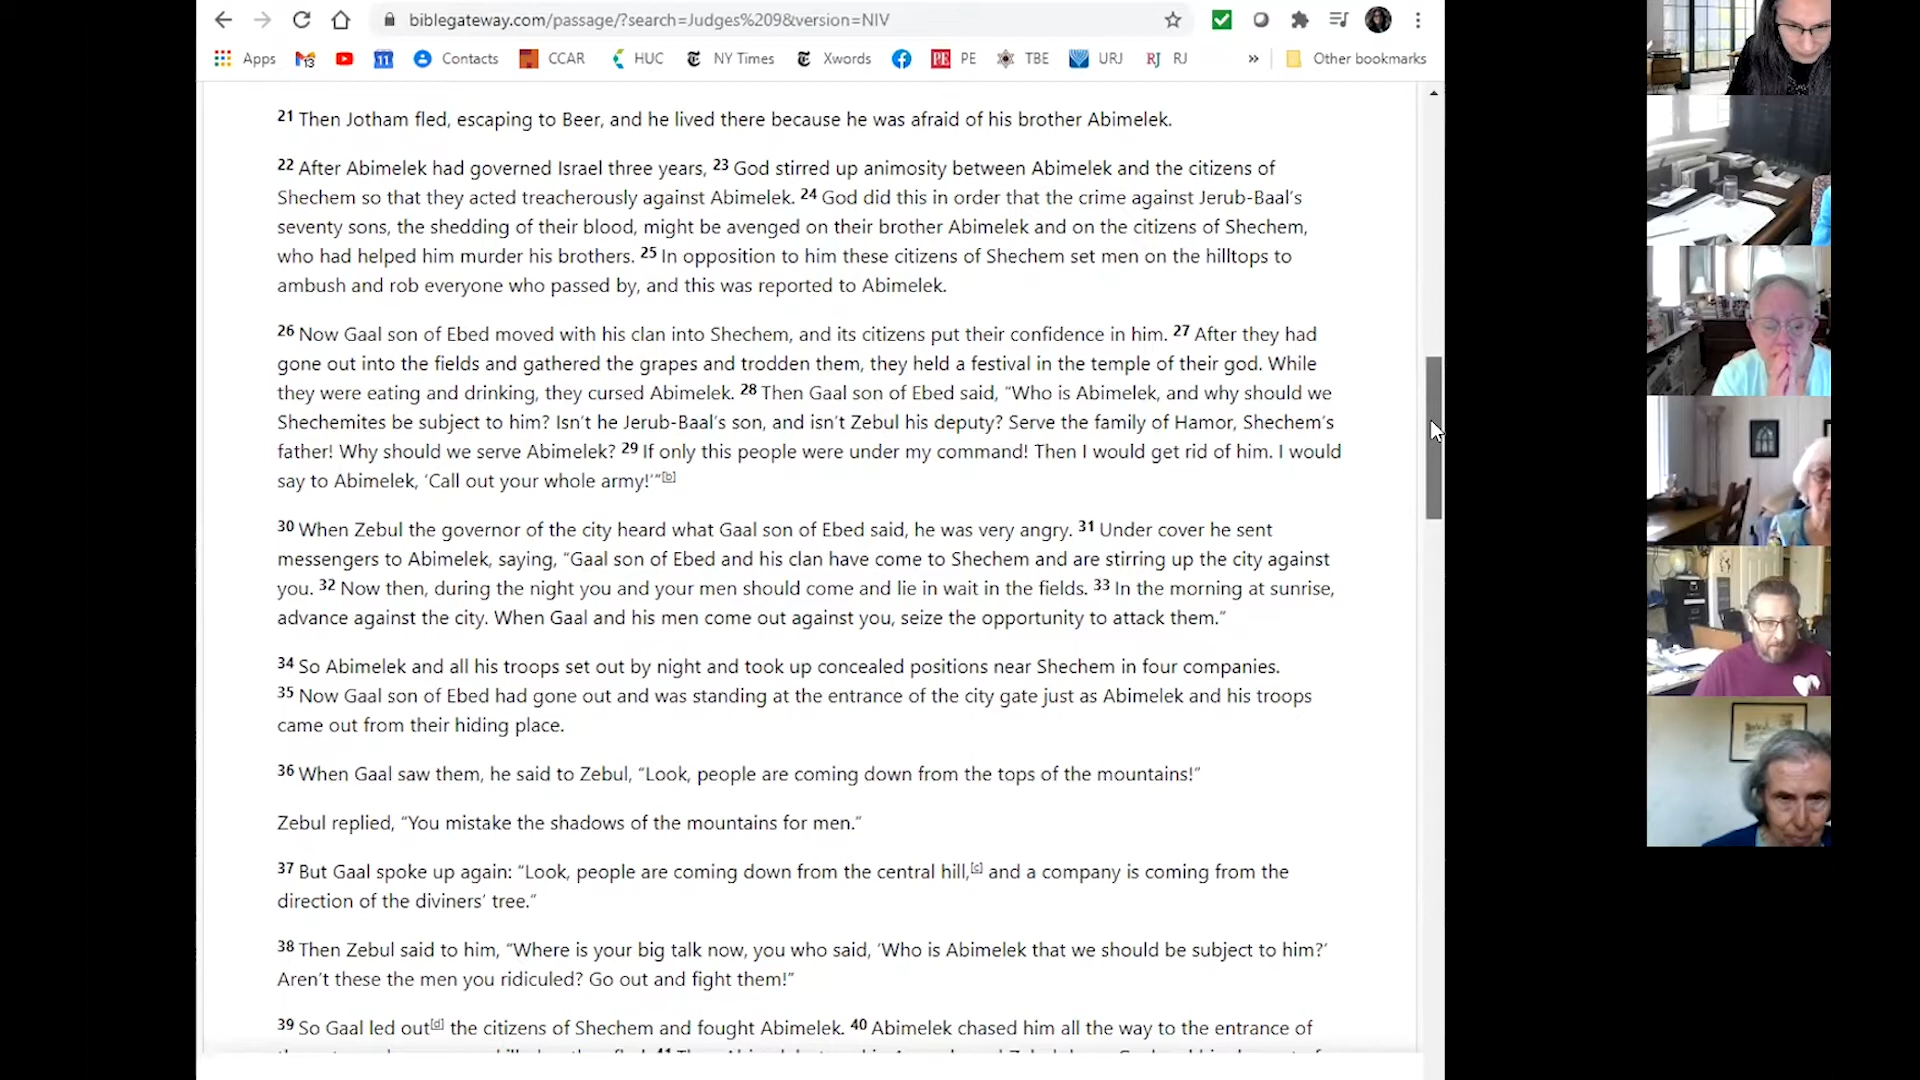 biblegateway.com/passage/?search=Judges%209&version=NIV
Apps 13 11 Contacts CCAR HUC NY Times Xwords PE PE TBE URJ RJ RJ » Other bookmarks
21 Then Jotham fled, escaping to Beer, and he lived there because he was afraid of his brother Abimelek.
22 After Abimelek had governed Israel three years, 23 God stirred up animosity between Abimelek and the citizens of
Shechem so that they acted treacherously against Abimelek. 24 God did this in order that the crime against Jerub-Baal’s
seventy sons, the shedding of their blood, might be avenged on their brother Abimelek and on the citizens of Shechem,
who had helped him murder his brothers. 25 In opposition to him these citizens of Shechem set men on the hilltops to
ambush and rob everyone who passed by, and this was reported to Abimelek.
26 Now Gaal son of Ebed moved with his clan into Shechem, and its citizens put their confidence in him. 27 After they had
gone out into the fields and gathered the grapes and trodden them, they held a festival in the temple of their god. While
they were eating and drinking, they cursed Abimelek. 28 Then Gaal son of Ebed said, “Who is Abimelek, and why should we
Shechemites be subject to him? Isn’t he Jerub-Baal’s son, and isn’t Zebul his deputy? Serve the family of Hamor, Shechem’s
father! Why should we serve Abimelek? 29 If only this people were under my command! Then I would get rid of him. I would
say to Abimelek, ‘Call out your whole army!’”[b]
30 When Zebul the governor of the city heard what Gaal son of Ebed said, he was very angry. 31 Under cover he sent
messengers to Abimelek, saying, “Gaal son of Ebed and his clan have come to Shechem and are stirring up the city against
you. 32 Now then, during the night you and your men should come and lie in wait in the fields. 33 In the morning at sunrise,
advance against the city. When Gaal and his men come out against you, seize the opportunity to attack them.”
34 So Abimelek and all his troops set out by night and took up concealed positions near Shechem in four companies.
35 Now Gaal son of Ebed had gone out and was standing at the entrance of the city gate just as Abimelek and his troops
came out from their hiding place.
36 When Gaal saw them, he said to Zebul, “Look, people are coming down from the tops of the mountains!”
Zebul replied, “You mistake the shadows of the mountains for men.”
37 But Gaal spoke up again: “Look, people are coming down from the central hill,[c] and a company is coming from the
direction of the diviners’ tree.”
38 Then Zebul said to him, “Where is your big talk now, you who said, ‘Who is Abimelek that we should be subject to him?’
Aren’t these the men you ridiculed? Go out and fight them!”
39 So Gaal led out[d] the citizens of Shechem and fought Abimelek. 40 Abimelek chased him all the way to the entrance of